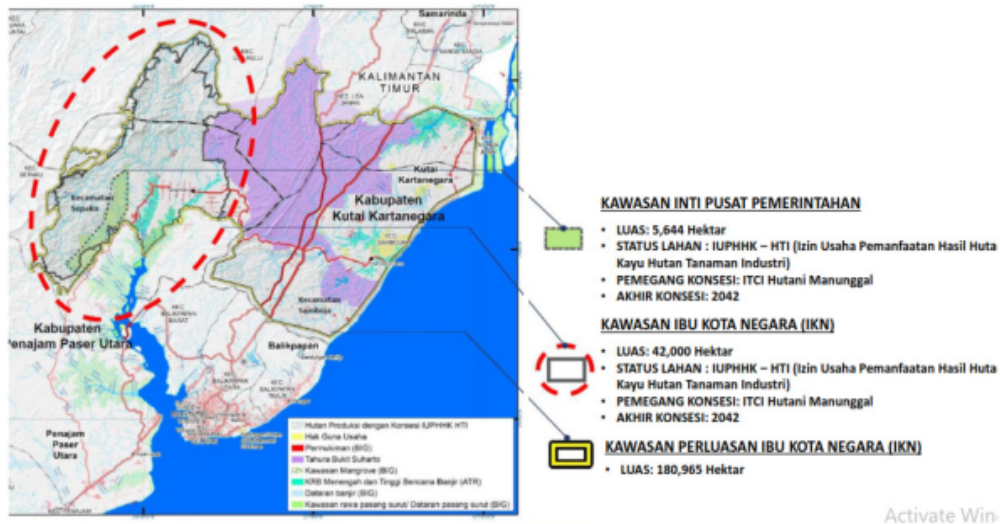 Samarinda
KALIMANTAN
TIMUR
Kutai
Kartanegara
Kabupaten
Kutai Kartanegara
Kecamatan
Sepaku
Kecamatan
Samboja
Kabupaten
Penajam Paser Utara
Balikpapan
Penajam
Paser
Utara
Hutan Produksi dengan Konsesi IUPHHK HTI
Hak Guna Usaha
Permukiman (BIG)
Tahura Bukit Suharto
Kawasan Mangrove (BIG)
KRB Menengah dan Tinggi Bencana Banjir (ATR)
Dataran banjir (BIG)
Kawasan rawa pasang surut/ Dataran pasang surut (BIG)
KAWASAN INTI PUSAT PEMERINTAHAN
• LUAS: 5,644 Hektar
• STATUS LAHAN : IUPHHK – HTI (Izin Usaha Pemanfaatan Hasil Huta
Kayu Hutan Tanaman Industri)
• PEMEGANG KONSESI: ITCI Hutani Manunggal
• AKHIR KONSESI: 2042
KAWASAN IBU KOTA NEGARA (IKN)
• LUAS: 42,000 Hektar
• STATUS LAHAN : IUPHHK – HTI (Izin Usaha Pemanfaatan Hasil Huta
Kayu Hutan Tanaman Industri)
• PEMEGANG KONSESI: ITCI Hutani Manunggal
• AKHIR KONSESI: 2042
KAWASAN PERLUASAN IBU KOTA NEGARA (IKN)
• LUAS: 180,965 Hektar
Activate Win